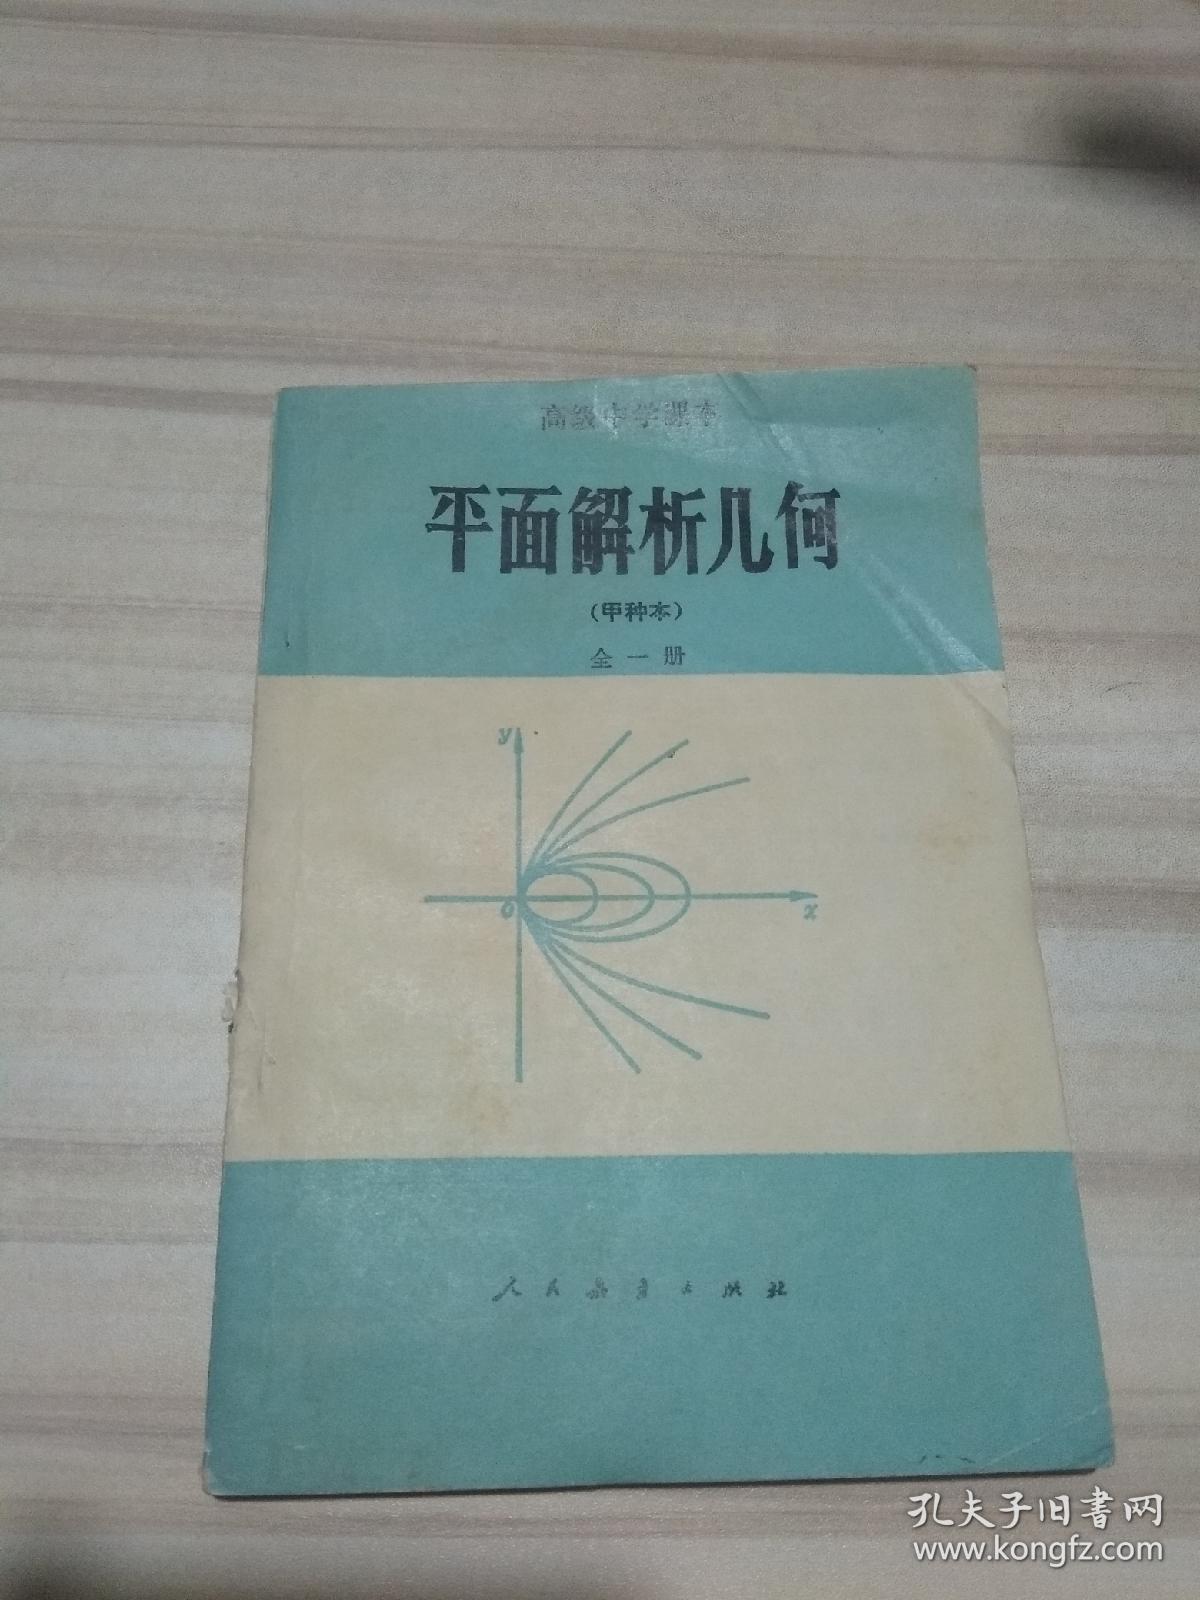 高级中学课本
平面解析几何
（甲种本）
全一册
y
O
x
人民教育出版社
孔夫子旧书网
www.kongfz.com